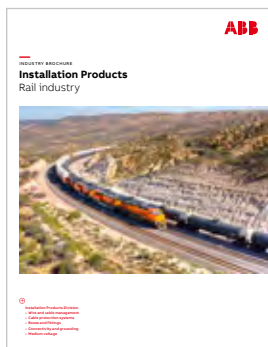 ABB
INDUSTRY BROCHURE
Installation Products
Rail industry
Installation Products Division
– Wire and cable management
– Cable protection systems
– Boxes and fittings
– Connectivity and grounding
– Medium voltage